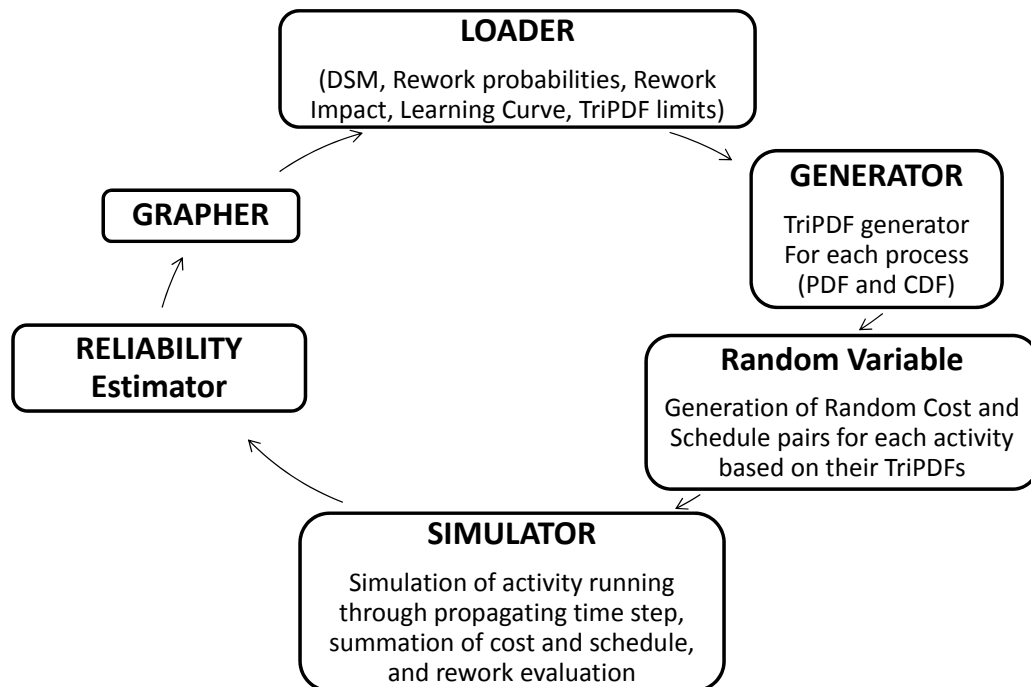 LOADER
(DSM, Rework probabilities, Rework
Impact, Learning Curve, TriPDF limits)
GENERATOR
TriPDF generator
For each process
(PDF and CDF)
Random Variable
Generation of Random Cost and
Schedule pairs for each activity
based on their TriPDFs
SIMULATOR
Simulation of activity running
through propagating time step,
summation of cost and schedule,
and rework evaluation
RELIABILITY
Estimator
GRAPHER